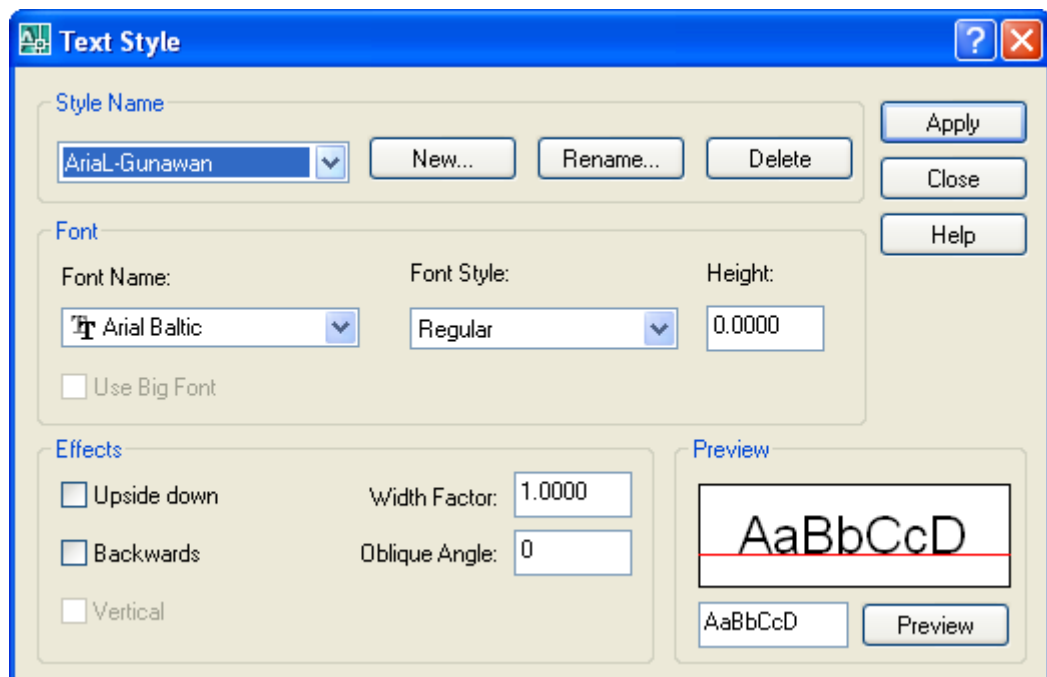 Text Style
Style Name
AriaL-Gunawan
New...
Rename...
Delete
Apply
Close
Help
Font
Font Name:
Font Style:
Height:
Arial Baltic
Regular
0.0000
Use Big Font
Effects
Upside down
Width Factor:
1.0000
Backwards
Oblique Angle:
0
Vertical
Preview
AaBbCcD
AaBbCcD
Preview